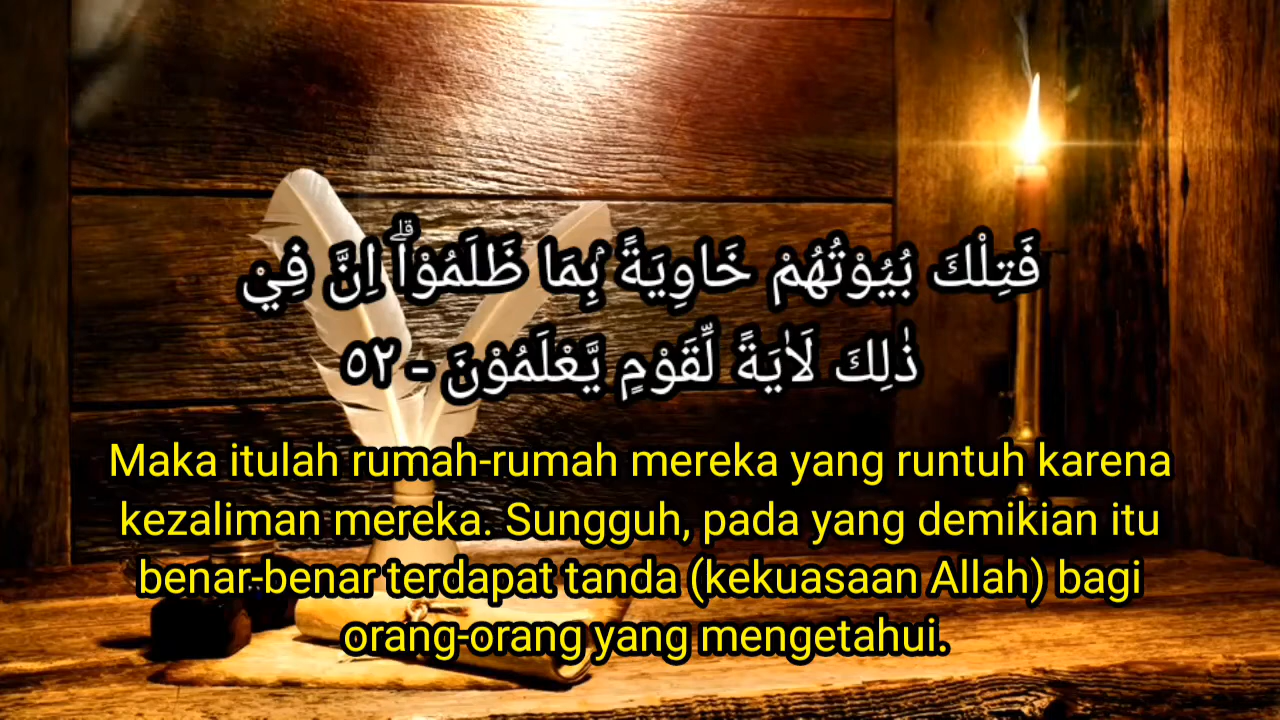 فَتِلْكَ بُيُوْتُهُمْ خَاوِيَةً ۢبِمَا ظَلَمُوْاۗ اِنَّ فِيْ
ذٰلِكَ لَاٰيَةً لِّقَوْمٍ يَّعْلَمُوْنَ - ٥٢
Maka itulah rumah-rumah mereka yang runtuh karena
kezaliman mereka. Sungguh, pada yang demikian itu
benar-benar terdapat tanda (kekuasaan Allah) bagi
orang-orang yang mengetahui.